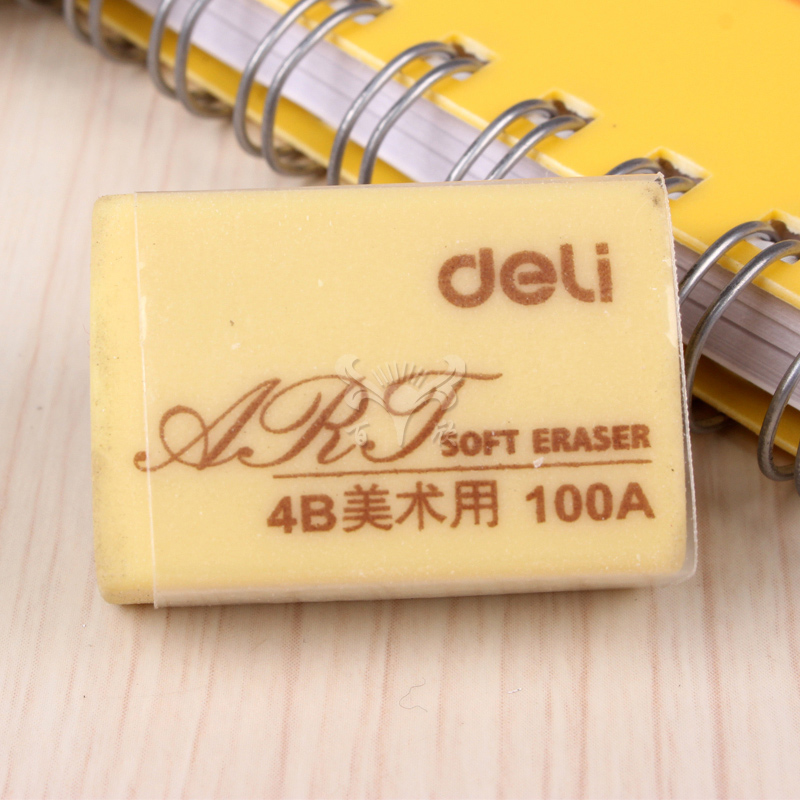 deli
ART SOFT ERASER
4B美术用 100A